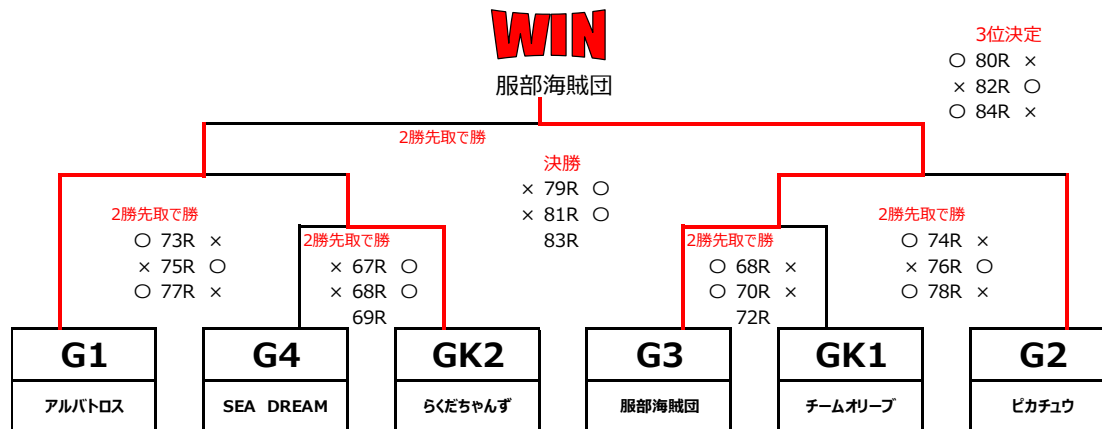 WIN
服部海賊団
3位決定
〇 80R ×
× 82R 〇
〇 84R ×
2勝先取で勝
決勝
× 79R 〇
× 81R 〇
83R
2勝先取で勝
〇 73R ×
× 75R 〇
〇 77R ×
2勝先取で勝
× 67R 〇
× 68R 〇
69R
2勝先取で勝
〇 68R ×
〇 70R ×
72R
2勝先取で勝
〇 74R ×
× 76R 〇
〇 78R ×
G1
G4
GK2
G3
GK1
G2
アルバトロス
SEA DREAM
らくだちゃんず
服部海賊団
チームオリーブ
ピカチュウ